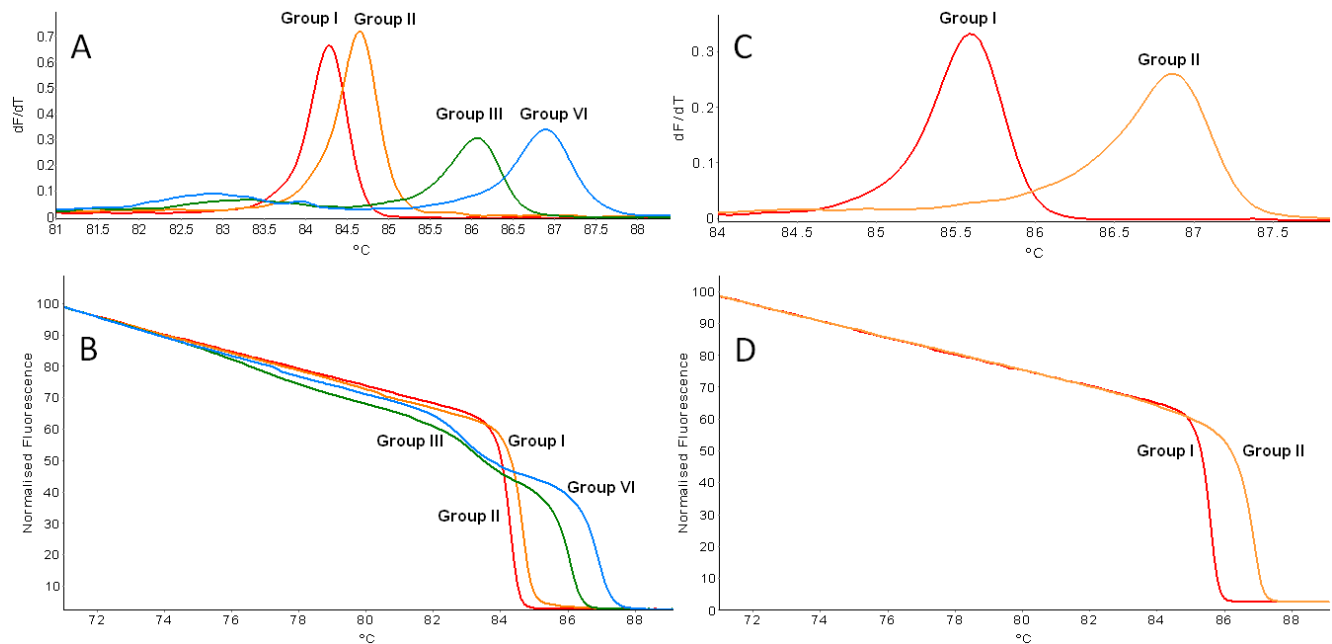 A
Group I Group II
Group III Group VI
dF/dT
0.7
0.6
0.5
0.4
0.3
0.2
0.1
0
81 81.5 82 82.5 83 83.5 84 84.5 85 85.5 86 86.5 87 87.5 88
°C
C
Group I
Group II
dF/dT
0.3
0.2
0.1
0
84 84.5 85 85.5 86 86.5 87 87.5
°C
B
Normalised Fluorescence
100
90
80
70
60
50
40
30
20
10
Group III
Group I
Group VI
Group II
72 74 76 78 80 82 84 86 88
°C
D
Normalised Fluorescence
100
90
80
70
60
50
40
30
20
10
0
Group I Group II
72 74 76 78 80 82 84 86 88
°C